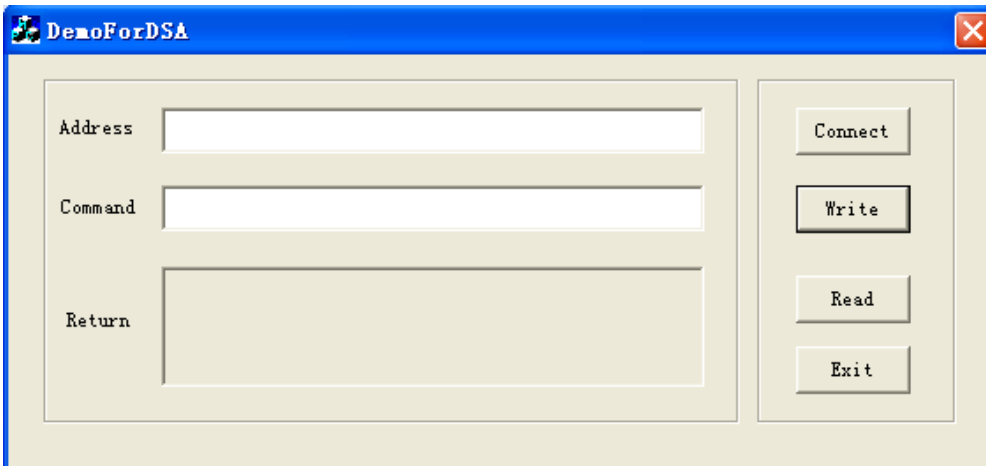 DemoForDSA
Address
Connect
Command
Write
Return
Read
Exit